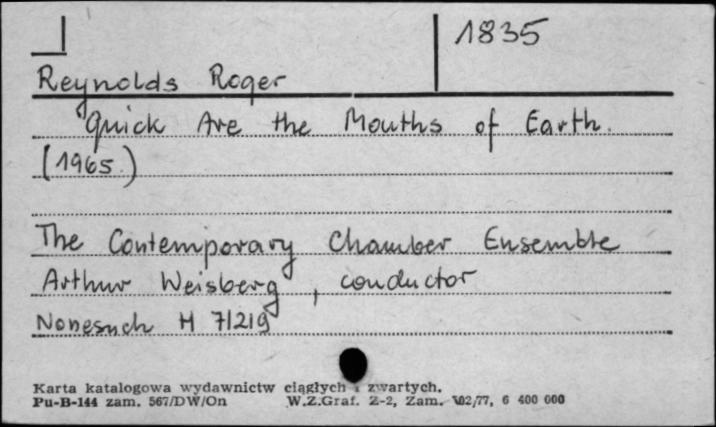 1835
Reynolds Roger
Quick Are the Mouths of Earth.
(1965.)
The Contemporary Chamber Ensemble
Arthur Weisberg, conductor
Nonesuch H 71219
Karta katalogowa wydawnictw ciągłych i zwartych.
Pu-B-144 zam. 567/DW/On W.Z.Graf. Z-2, Zam. 102/77, 6 400 000